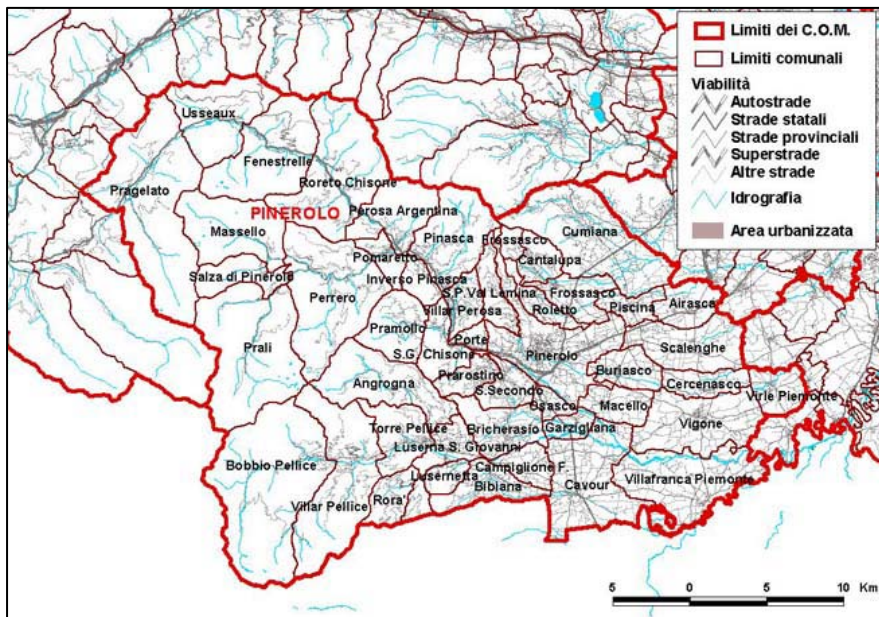 Limiti dei C.O.M.
Limiti comunali
Viabilità
Autostrade
Strade statali
Strade provinciali
Superstrade
Altre strade
Idrografia
Area urbanizzata
Usseaux
Fenestrelle
Roreto Chisone
Pragelato
PINEROLO
Perosa Argentina
Massello
Pinasca
Frossasco
Cumiana
Cantalupa
Pomaretto
Salza di Pinerolo
Inverso Pinasca
Perrero
S.P.Val Lemina
Frossasco
Villar Perosa
Roletto
Piscina
Airasca
Pramollo
Porte
Prali
S.G. Chisone
Pinerolo
Scalenghe
Prarostino
Buriasco
Angrogna
S.Secondo
Cercenasco
Osasco
Macello
Virle Piemonte
Torre Pellice
Bricherasio
Garzigliana
Vigone
Luserna S. Giovanni
Bobbio Pellice
Campiglione F.
Lusernetta
Bibiana
Cavour
Villafranca Piemonte
Villar Pellice
Rora'
5 0 5 10 Km